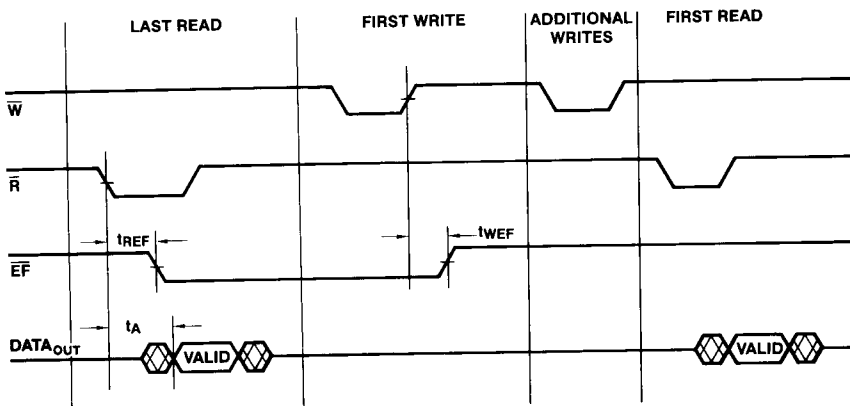 LAST READ
FIRST WRITE
ADDITIONAL
WRITES
FIRST READ
W
R
tREF
tWEF
EF
tA
DATAOUT
VALID
VALID